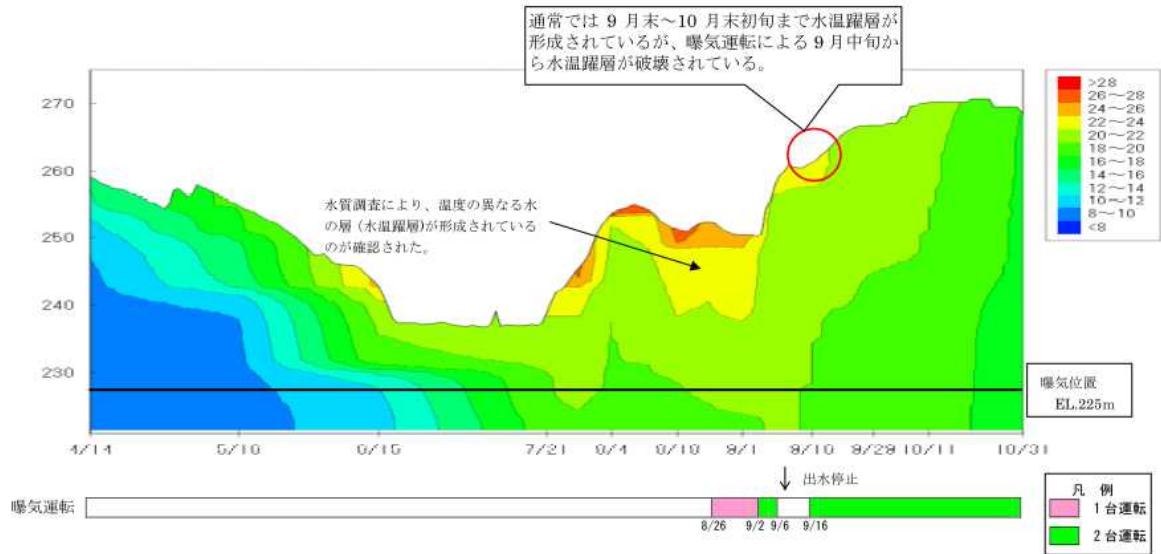 通常では 9 月末～10 月末初旬まで水温躍層が
形成されているが、曝気運転による 9 月中旬か
ら水温躍層が破壊されている。
270
260
250
240
230
水質調査により、温度の異なる水
の層 (水温躍層)が形成されている
のが確認された。
>28
26～28
24～26
22～24
20～22
18～20
16～18
14～16
12～14
10～12
8～10
<8
曝気位置
EL.225m
4/14
5/16
6/15
7/21
8/4
8/18
9/1
9/16
9/29
10/11
10/31
出水停止
曝気運転
8/26
9/2
9/6
9/16
凡 例
1 台運転
2 台運転